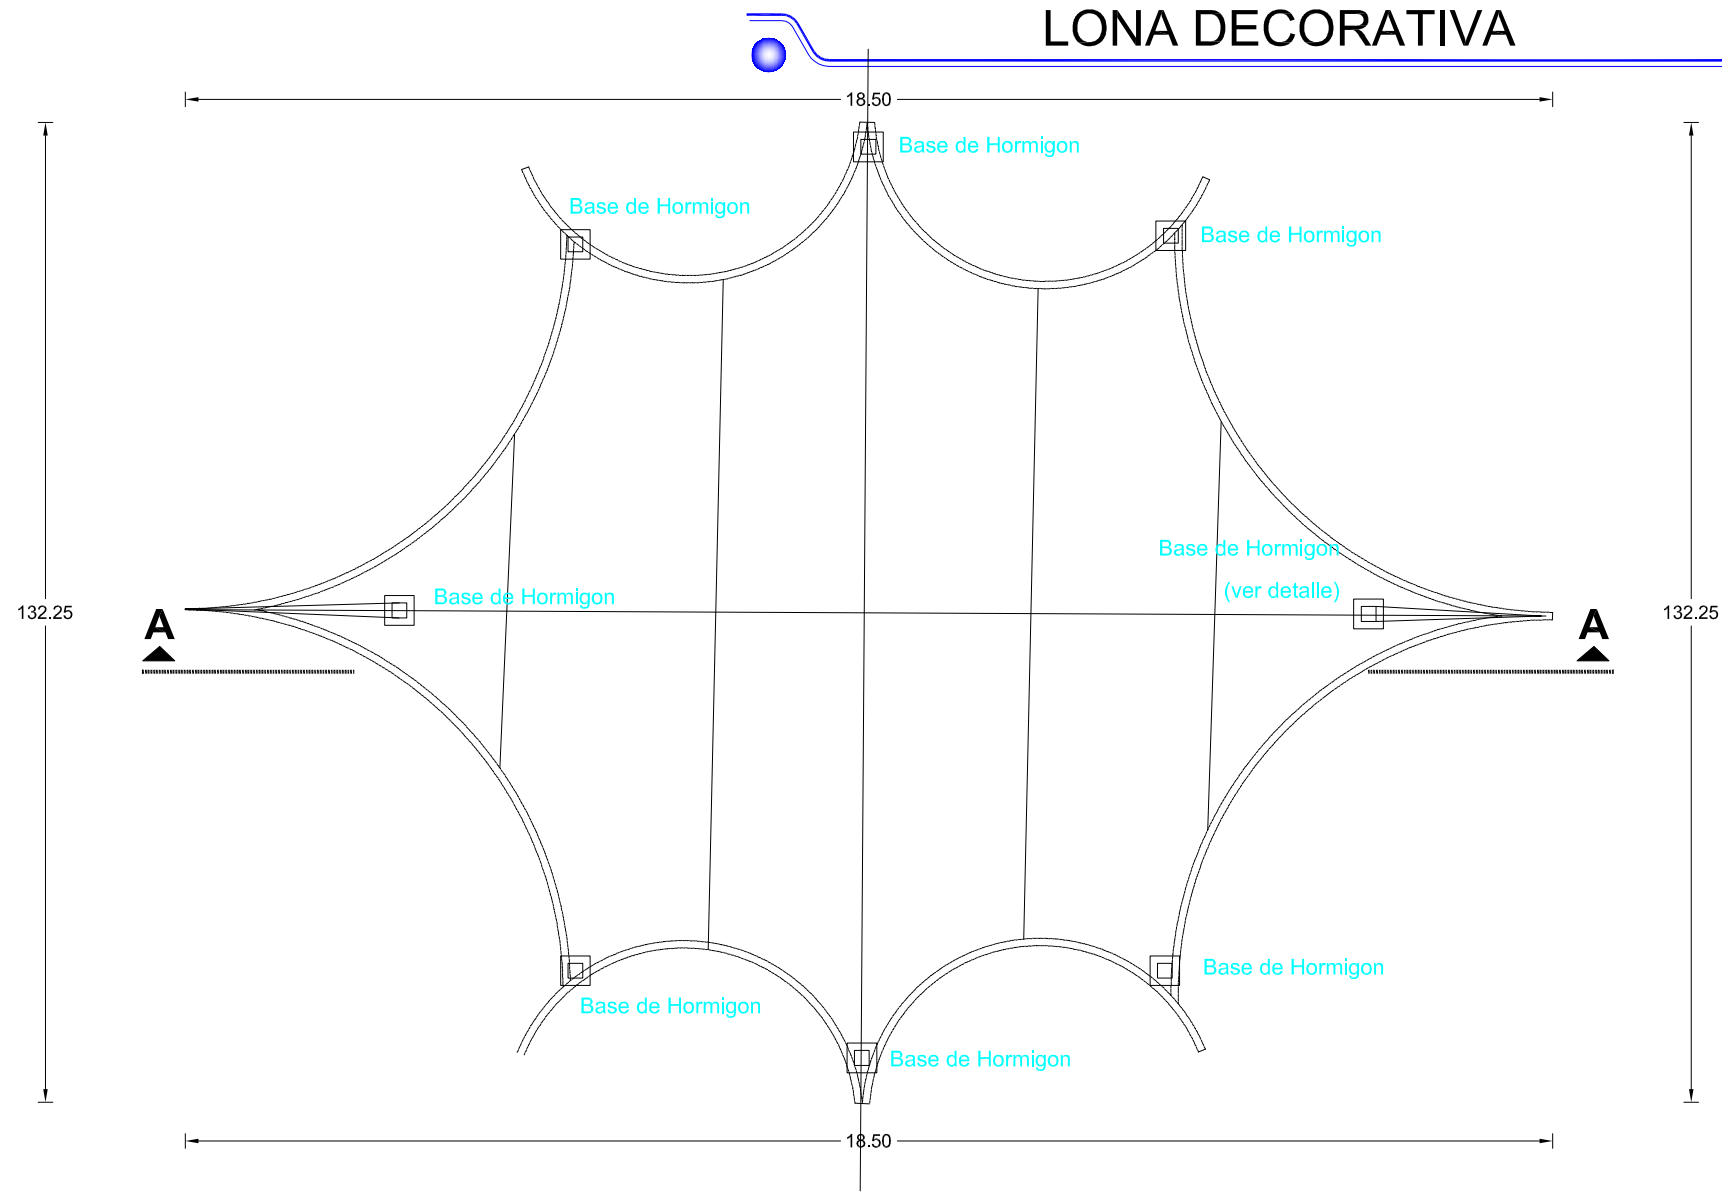 LONA DECORATIVA
18.50
132.25
132.25
Base de Hormigon
Base de Hormigon
Base de Hormigon
Base de Hormigon
(ver detalle)
Base de Hormigon
A
A
Base de Hormigon
Base de Hormigon
Base de Hormigon
18.50